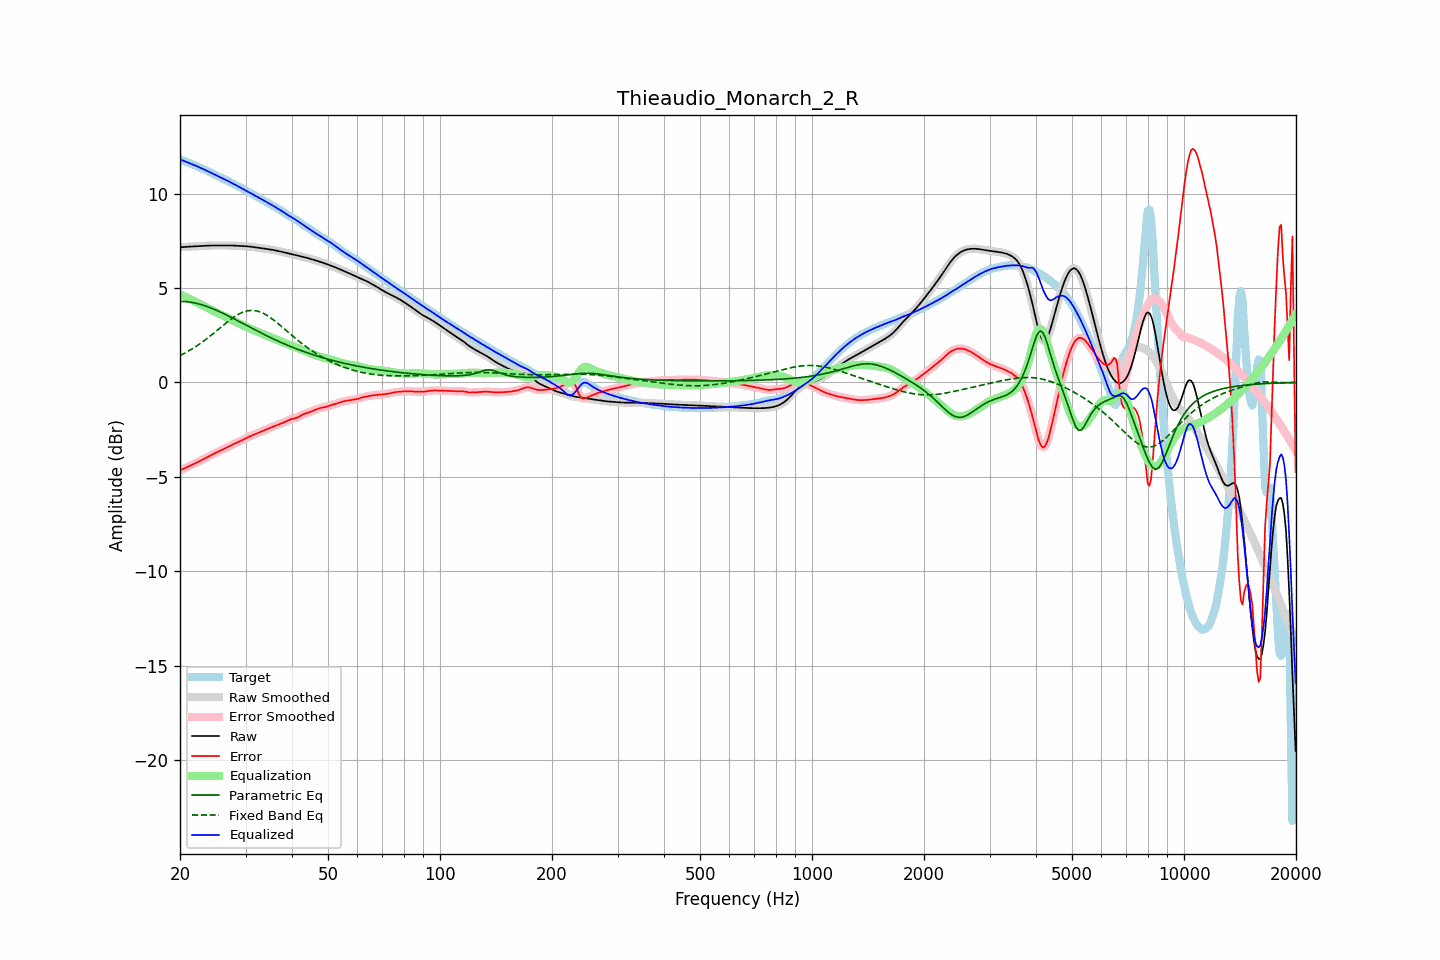 Thieaudio_Monarch_2_R
10
5
0
−5
−10
−15
−20
Amplitude (dBr)
Target
Raw Smoothed
Error Smoothed
Raw
Error
Equalization
Parametric Eq
Fixed Band Eq
Equalized
20 50 100 200 500 1000 2000 5000 10000 20000
Frequency (Hz)